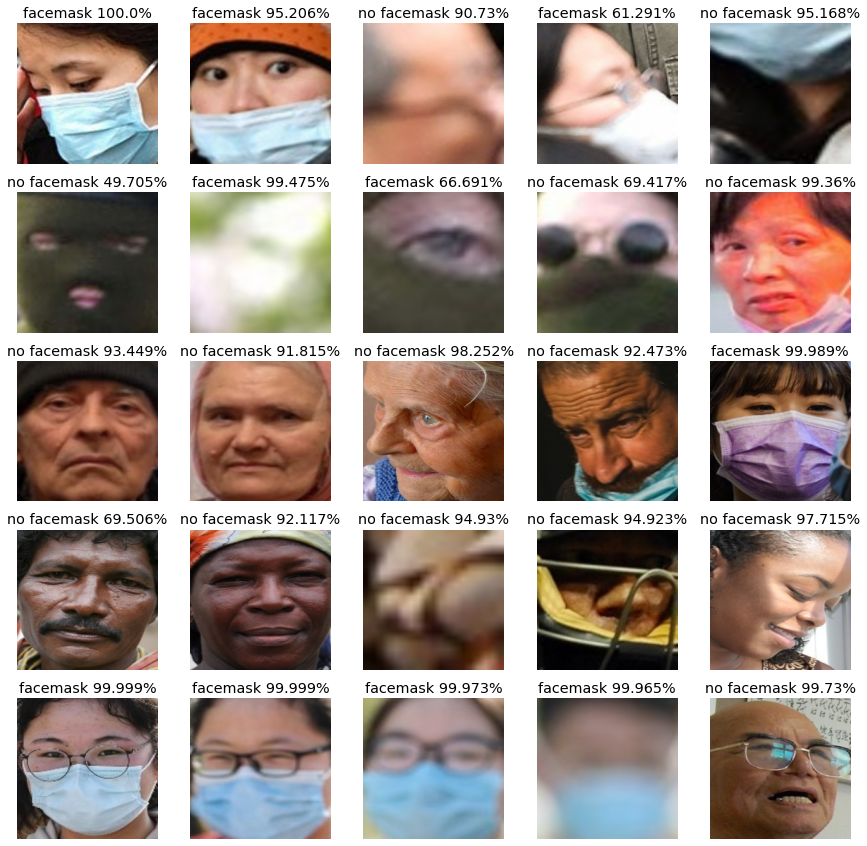 facemask 100.0%
facemask 95.206%
no facemask 90.73%
facemask 61.291%
no facemask 95.168%
no facemask 49.705%
facemask 99.475%
facemask 66.691%
no facemask 69.417%
no facemask 99.36%
no facemask 93.449%
no facemask 91.815%
no facemask 98.252%
no facemask 92.473%
facemask 99.989%
no facemask 69.506%
no facemask 92.117%
no facemask 94.93%
no facemask 94.923%
no facemask 97.715%
facemask 99.999%
facemask 99.999%
facemask 99.973%
facemask 99.965%
no facemask 99.73%